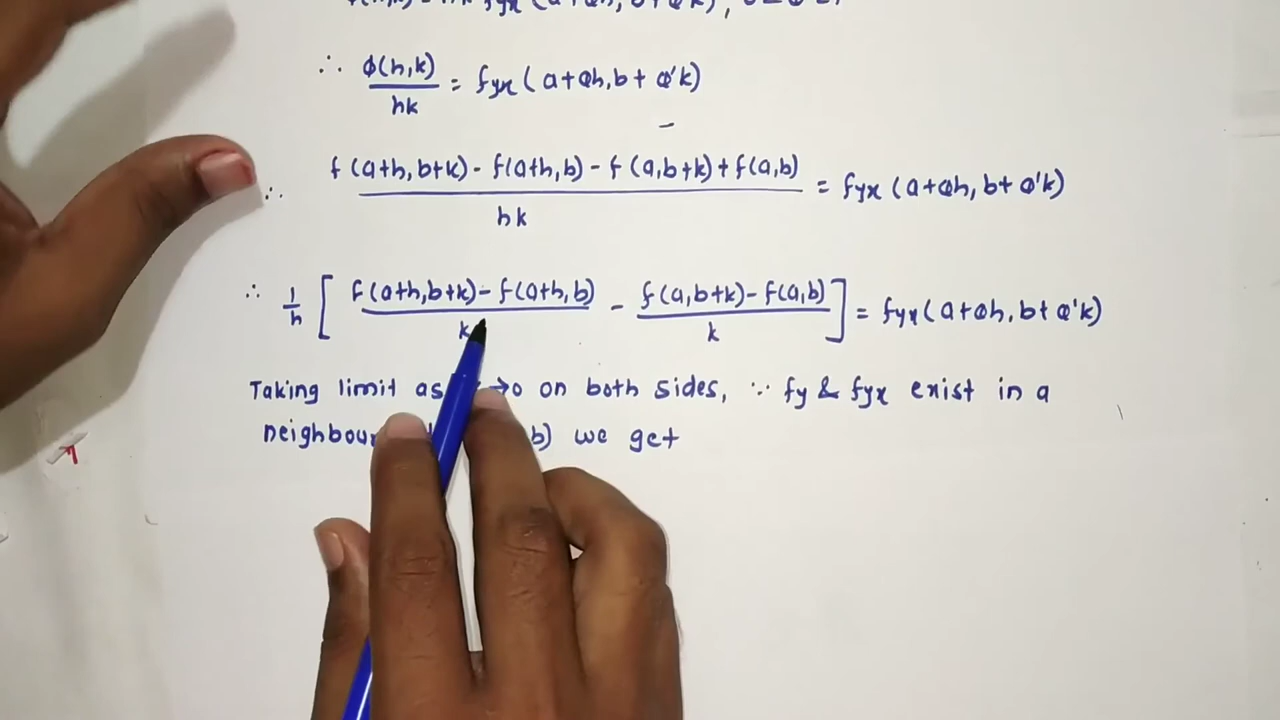 ∴ φ(h,k)/hk = fyx (a+θh, b+θ'k)
∴ f(a+h, b+k) - f(a+h, b) - f(a, b+k) + f(a,b) / hk = fyx (a+θh, b+θ'k)
∴ 1/h [ f(a+h, b+k) - f(a+h, b) / k - f(a, b+k) - f(a,b) / k ] = fyx (a+θh, b+θ'k)
Taking limit as →0 on both sides, ∵ fy & fyx exist in a
b) we get